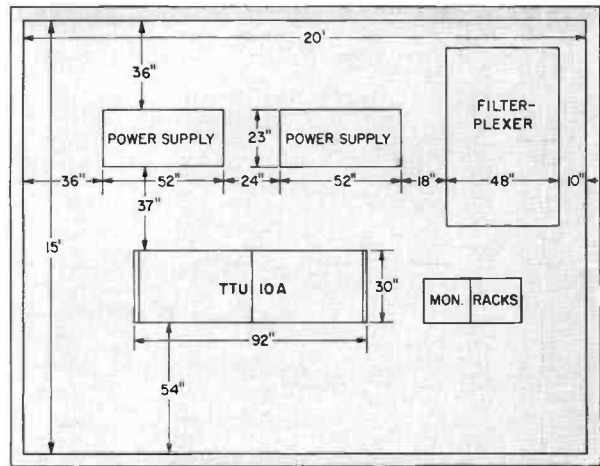 20'
36"
FILTER-
PLEXER
POWER SUPPLY
23"
POWER SUPPLY
36"
52"
24"
52"
18"
48"
10"
37"
15'
TTU 10A
30"
MON. RACKS
92"
54"